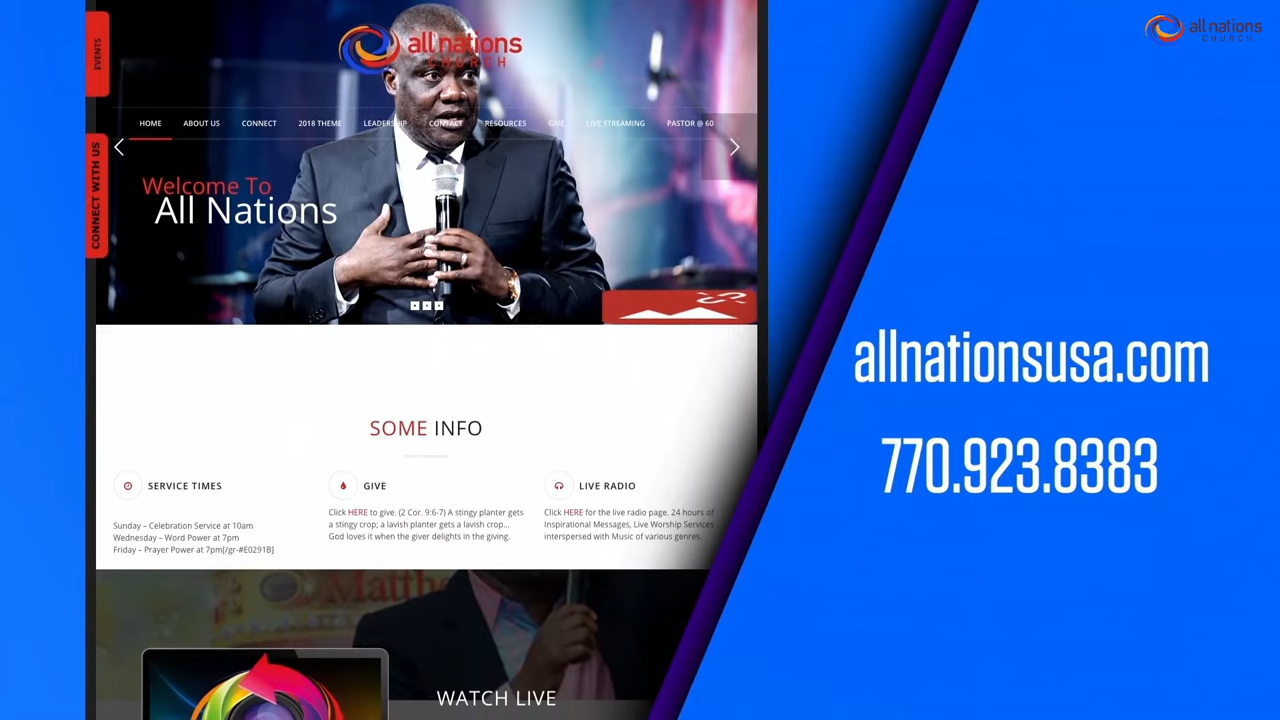 EVENTS
CONNECT WITH US
all nations
CHURCH
HOME ABOUT US CONNECT 2018 THEME LEADERSHIP CONTACT RESOURCES GIVE LIVE STREAMING PASTOR @ 60
Welcome To
All Nations
SOME INFO
SERVICE TIMES
Sunday – Celebration Service at 10am
Wednesday – Word Power at 7pm
Friday – Prayer Power at 7pm[/gr-#E0291B]
GIVE
Click HERE to give. (2 Cor. 9:6-7) A stingy planter gets
a stingy crop; a lavish planter gets a lavish crop...
God loves it when the giver delights in the giving.
LIVE RADIO
Click HERE for the live radio page. 24 hours of
Inspirational Messages, Live Worship Services
interspersed with Music of various genres.
WATCH LIVE
all nations
CHURCH
allnationsusa.com
770.923.8383